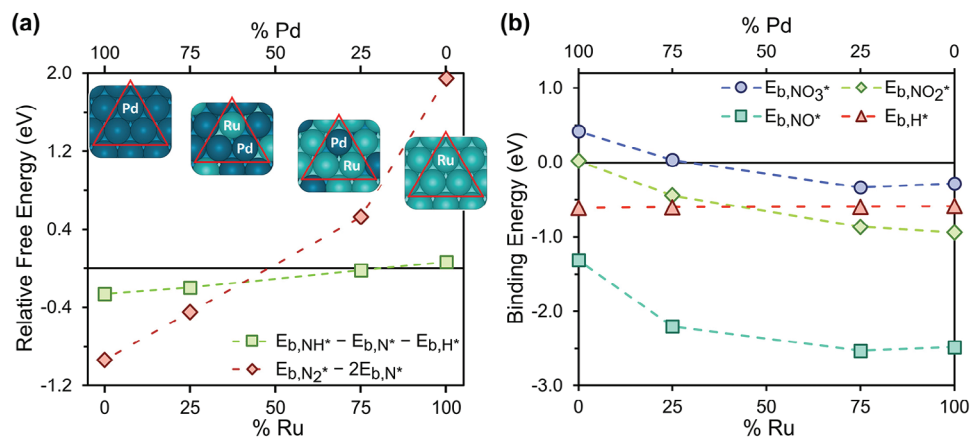 (a)
% Pd
100 75 50 25 0
2.0
1.2
0.4
-0.4
-1.2
Relative Free Energy (eV)
Pd
Ru
Pd
Pd
Ru
Ru
E_b,NH* − E_b,N* − E_b,H*
E_b,N₂* − 2E_b,N*
0 25 50 75 100
% Ru
(b)
% Pd
100 75 50 25 0
1.0
0.0
-1.0
-2.0
-3.0
Binding Energy (eV)
E_b,NO₃* E_b,NO₂*
E_b,NO* E_b,H*
0 25 50 75 100
% Ru